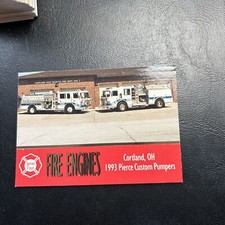 FIRE ENGINES
Cortland, OH
1993 Pierce Custom Pumpers